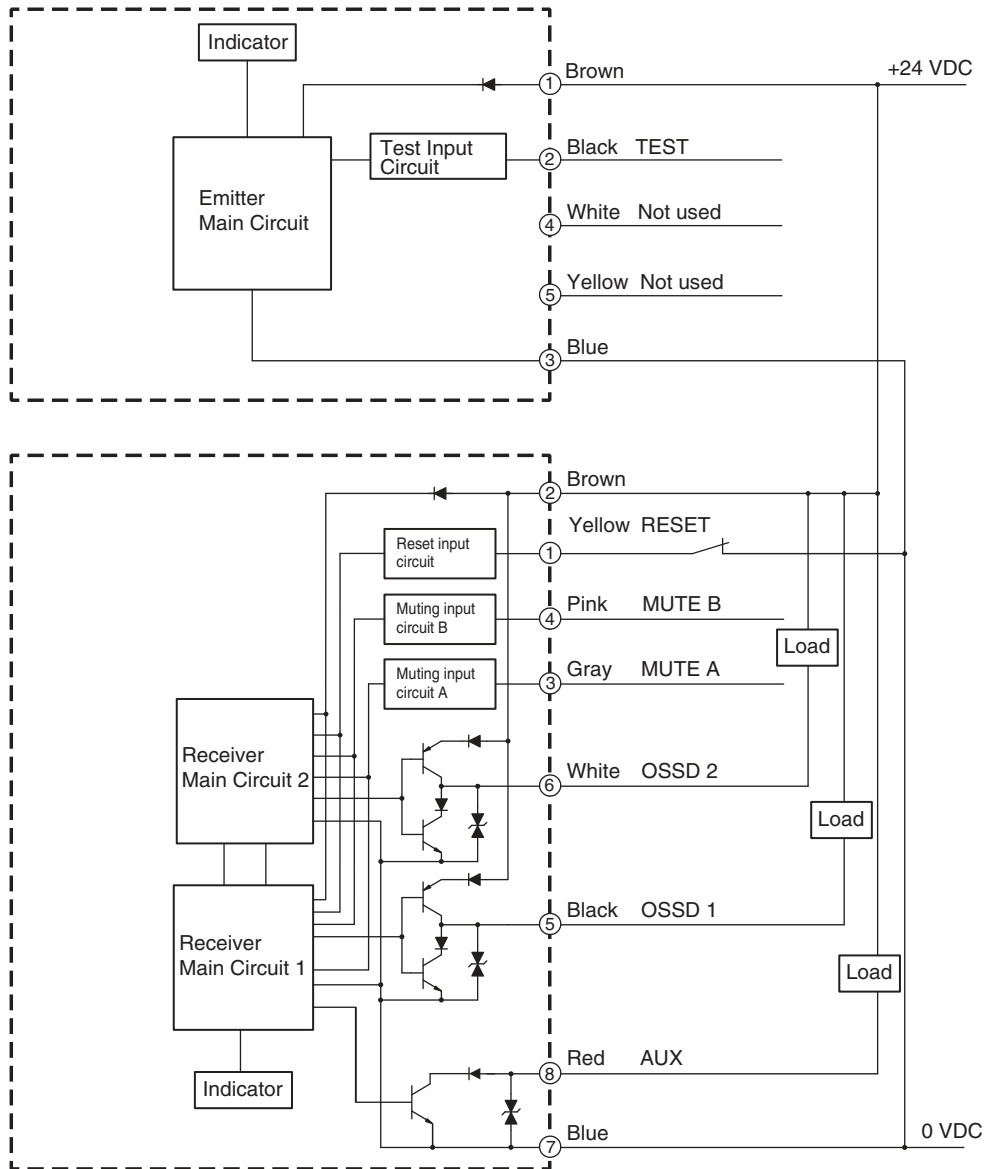 Indicator
+24 VDC
① Brown
Test Input
Circuit
② Black TEST
Emitter
Main Circuit
④ White Not used
⑤ Yellow Not used
③ Blue
② Brown
Yellow RESET
①
Reset input
circuit
④ Pink MUTE B
Muting input
circuit B
Load
③ Gray MUTE A
Muting input
circuit A
Receiver
Main Circuit 2
⑥ White OSSD 2
Load
⑤ Black OSSD 1
Receiver
Main Circuit 1
Load
⑧ Red AUX
Indicator
⑦ Blue
0 VDC